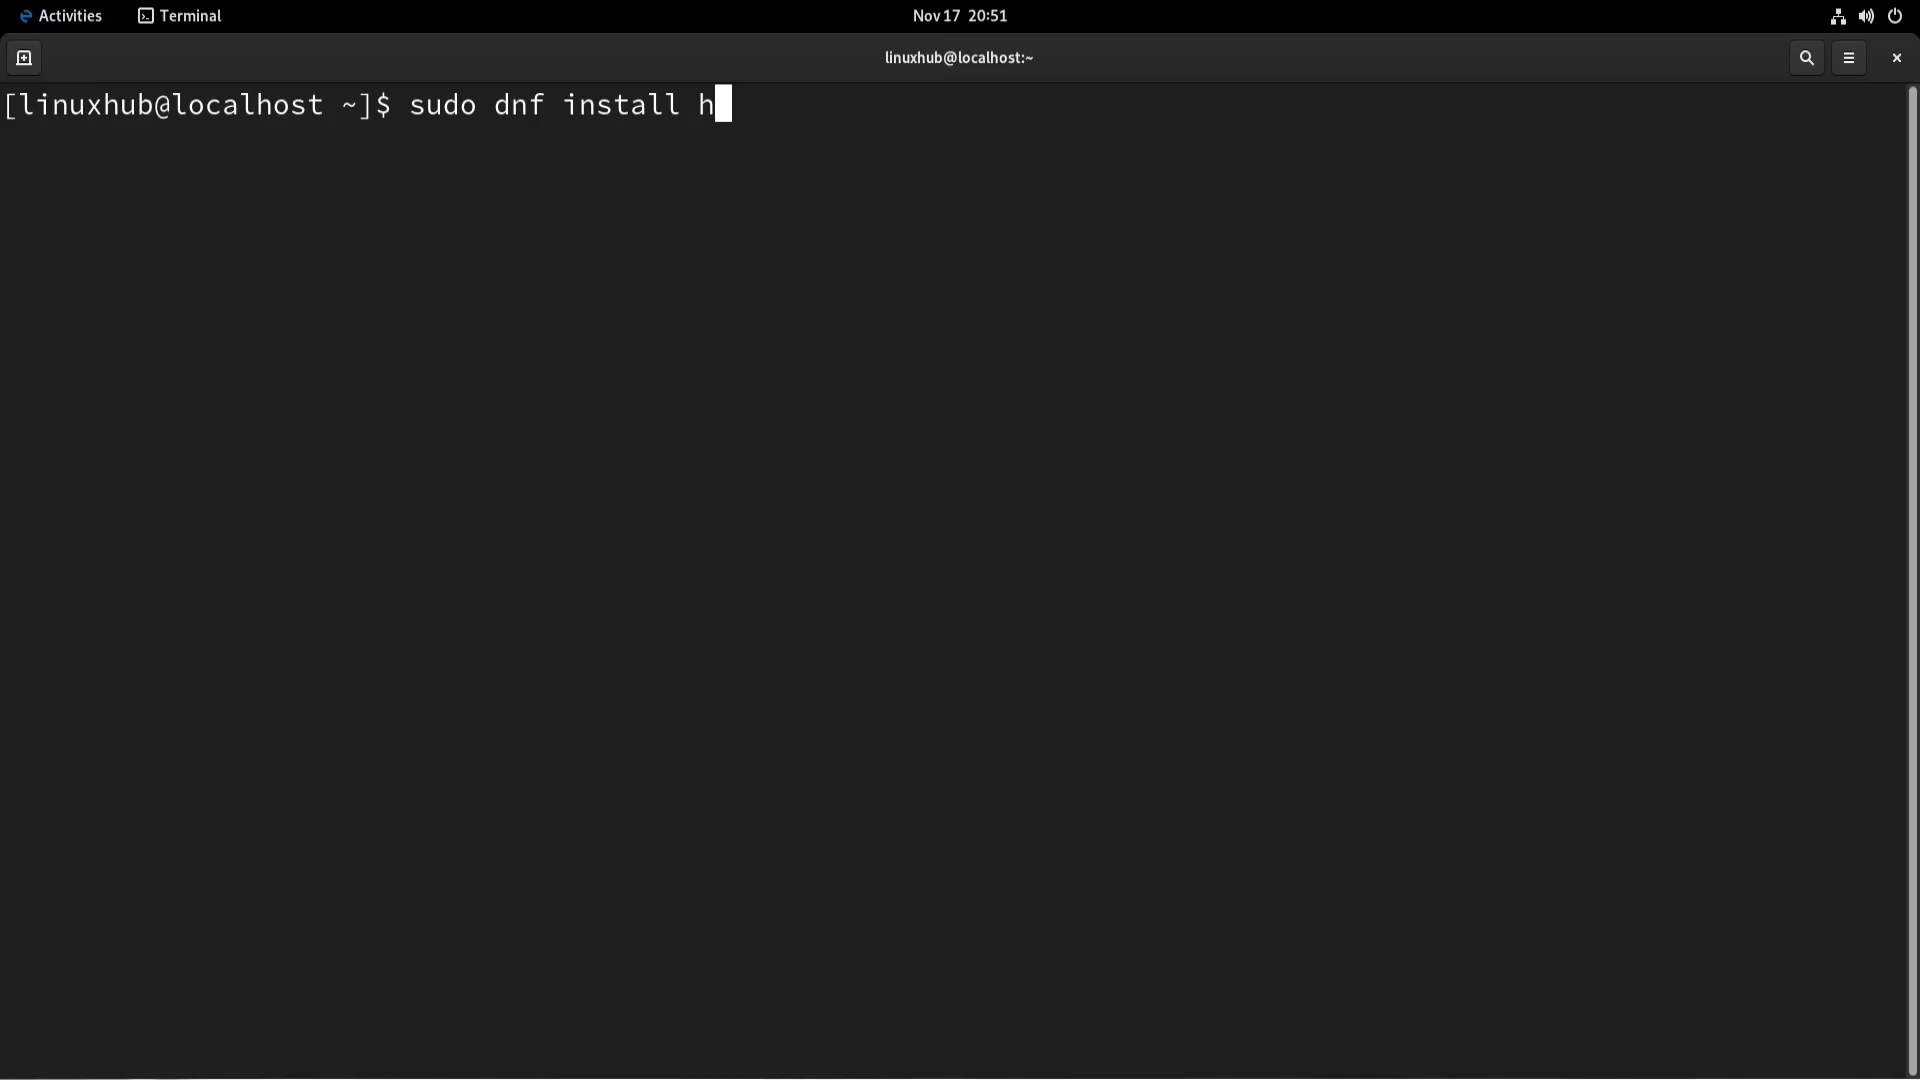 Activities Terminal Nov 17 20:51
linuxhub@localhost:~
[linuxhub@localhost ~]$ sudo dnf install h